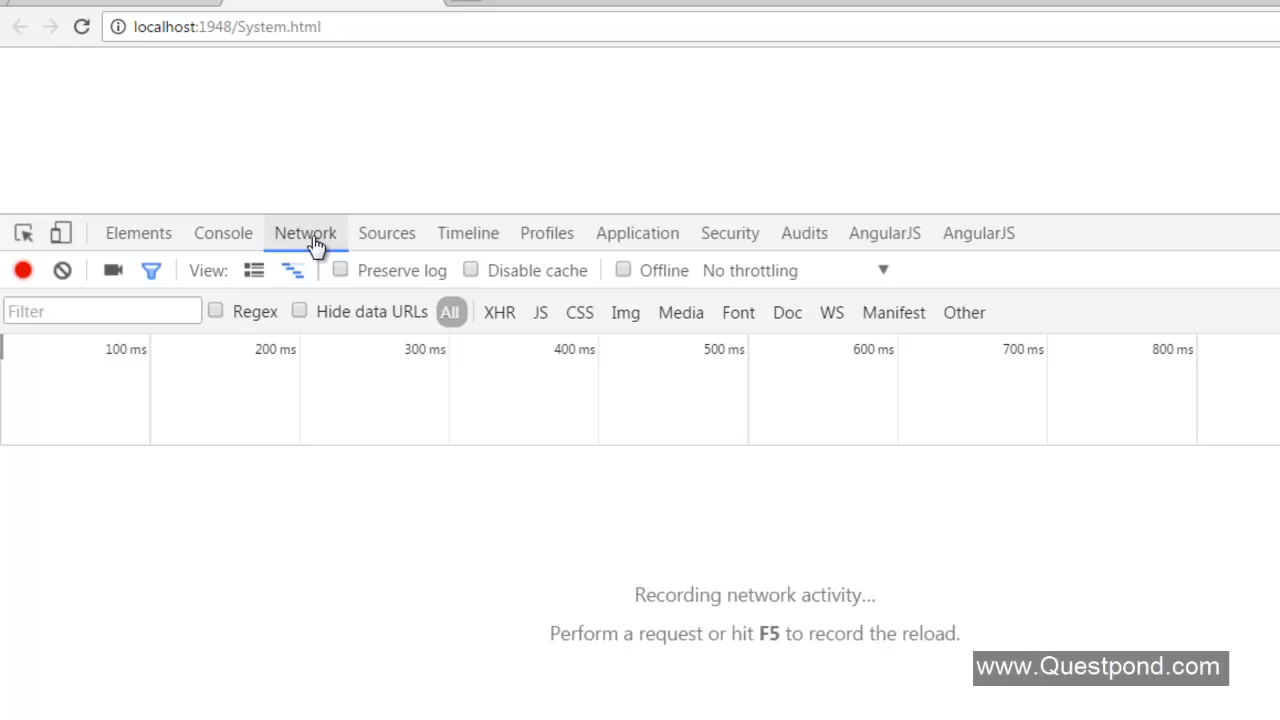 localhost:1948/System.html
Elements Console Network Sources Timeline Profiles Application Security Audits AngularJS AngularJS
View: Preserve log Disable cache Offline No throttling
Filter Regex Hide data URLs All XHR JS CSS Img Media Font Doc WS Manifest Other
100 ms 200 ms 300 ms 400 ms 500 ms 600 ms 700 ms 800 ms
Recording network activity...
Perform a request or hit F5 to record the reload.
www.Questpond.com